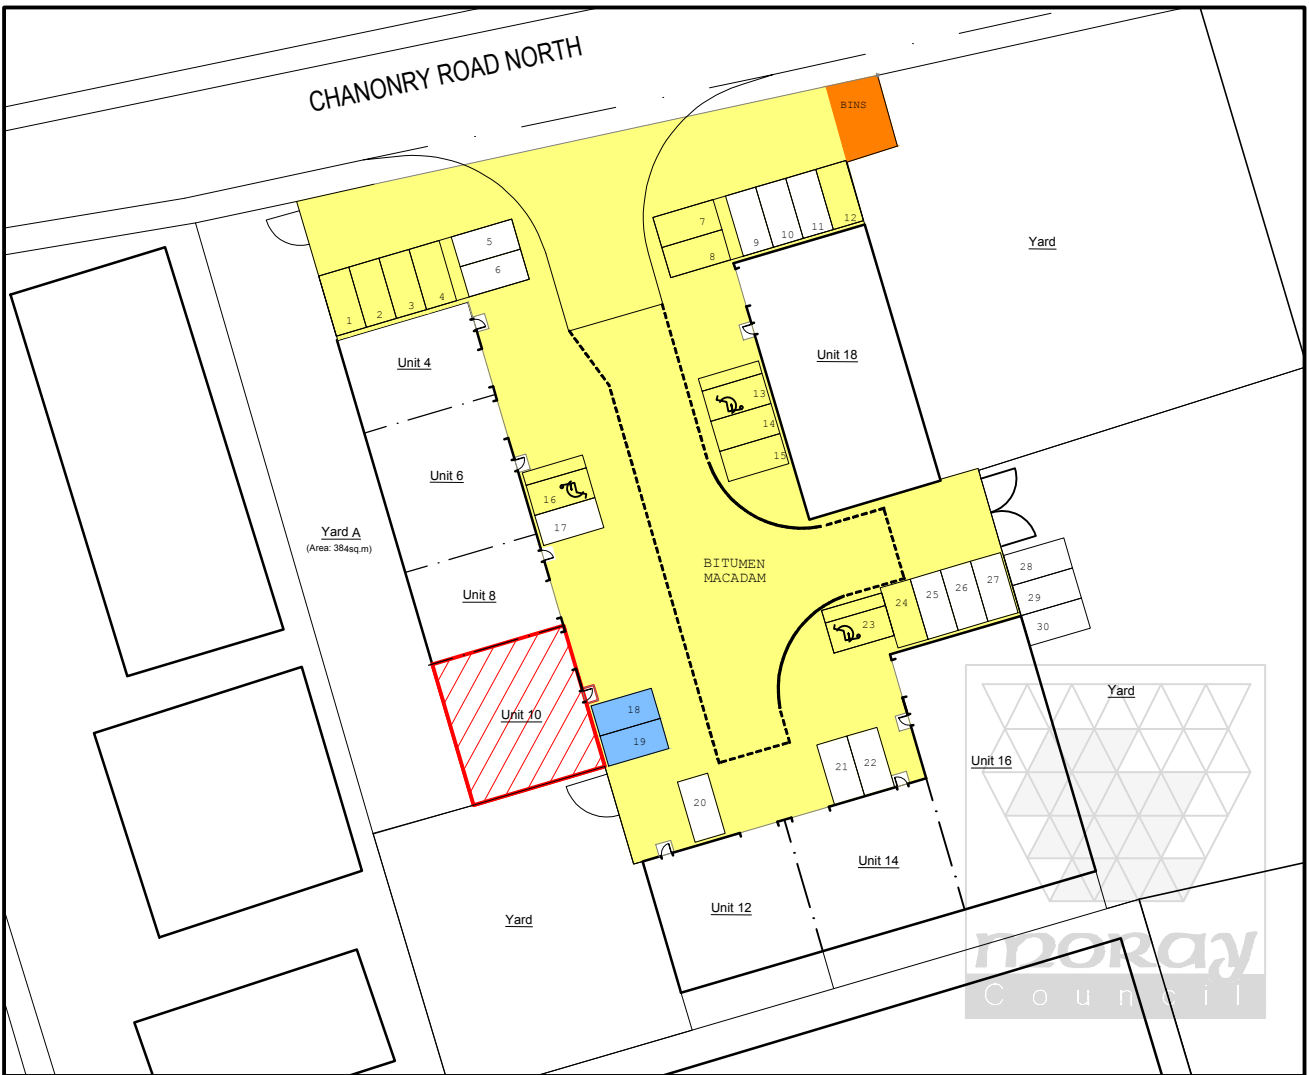 CHANONRY ROAD NORTH
BINS
7
8
9
10
11
12
5
6
1
2
3
4
Yard
Unit 4
Unit 18
13
14
15
Unit 6
16
17
Yard A
(Area: 384sq.m)
BITUMEN
MACADAM
Unit 8
23
24
25
26
27
28
29
30
Unit 10
18
19
Yard
20
21
22
Unit 16
Unit 14
Unit 12
Yard
moray
Council